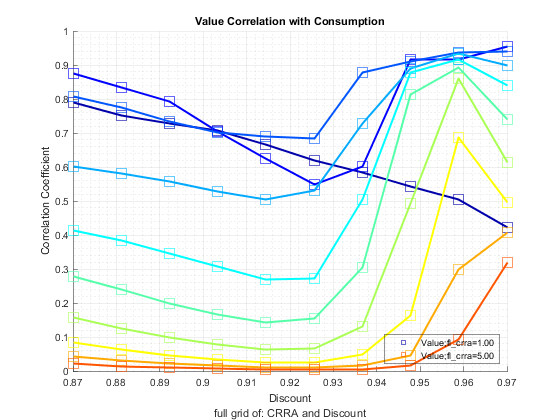 Value Correlation with Consumption
1
0.9
0.8
0.7
0.6
0.5
0.4
0.3
0.2
0.1
0
Correlation Coefficient
Value;fl_crra=1.00
Value;fl_crra=5.00
0.87 0.88 0.89 0.9 0.91 0.92 0.93 0.94 0.95 0.96 0.97
Discount
full grid of: CRRA and Discount